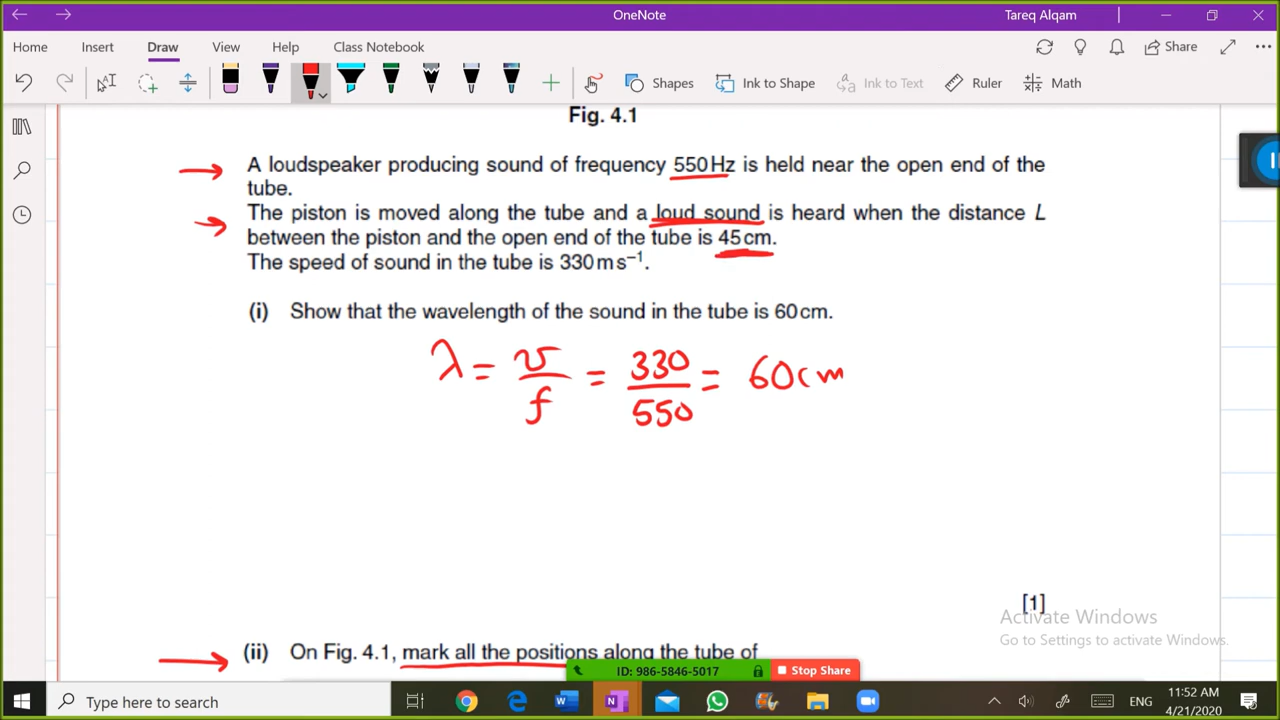 OneNote
Tareq Alqam
Home Insert Draw View Help Class Notebook
Share
Shapes Ink to Shape Ink to Text Ruler Math
Fig. 4.1
A loudspeaker producing sound of frequency 550 Hz is held near the open end of the
tube.
The piston is moved along the tube and a loud sound is heard when the distance L
between the piston and the open end of the tube is 45 cm.
The speed of sound in the tube is 330 m s⁻¹.
(i) Show that the wavelength of the sound in the tube is 60 cm.
λ = v/f = 330/550 = 60cm
[1]
Activate Windows
Go to Settings to activate Windows.
(ii) On Fig. 4.1, mark all the positions along the tube of
ID: 986-5846-5017 Stop Share
Type here to search
ENG
11:52 AM
4/21/2020